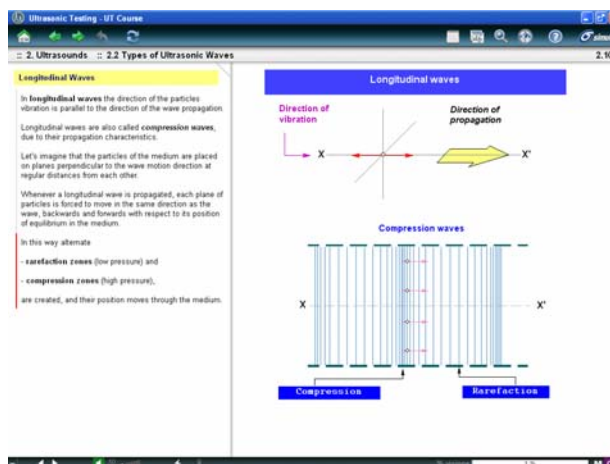 Ultrasonic Testing - UT Course
:: 2. Ultrasounds :: 2.2 Types of Ultrasonic Waves
2.10
Longitudinal Waves
In longitudinal waves the direction of the particles
vibration is parallel to the direction of the wave propagation.
Longitudinal waves are also called compression waves,
due to their propagation characteristics.
Let's imagine that the particles of the medium are placed
on planes perpendicular to the wave motion direction at
regular distances from each other.
Whenever a longitudinal wave is propagated, each plane of
particles is forced to move in the same direction as the
wave, backwards and forwards with respect to its position
of equilibrium in the medium.
In this way alternate
- rarefaction zones (low pressure) and
- compression zones (high pressure),
are created, and their position moves through the medium.
Longitudinal waves
Direction of
vibration
Direction of
propagation
X
X'
Compression waves
X
X'
Compression
Rarefaction